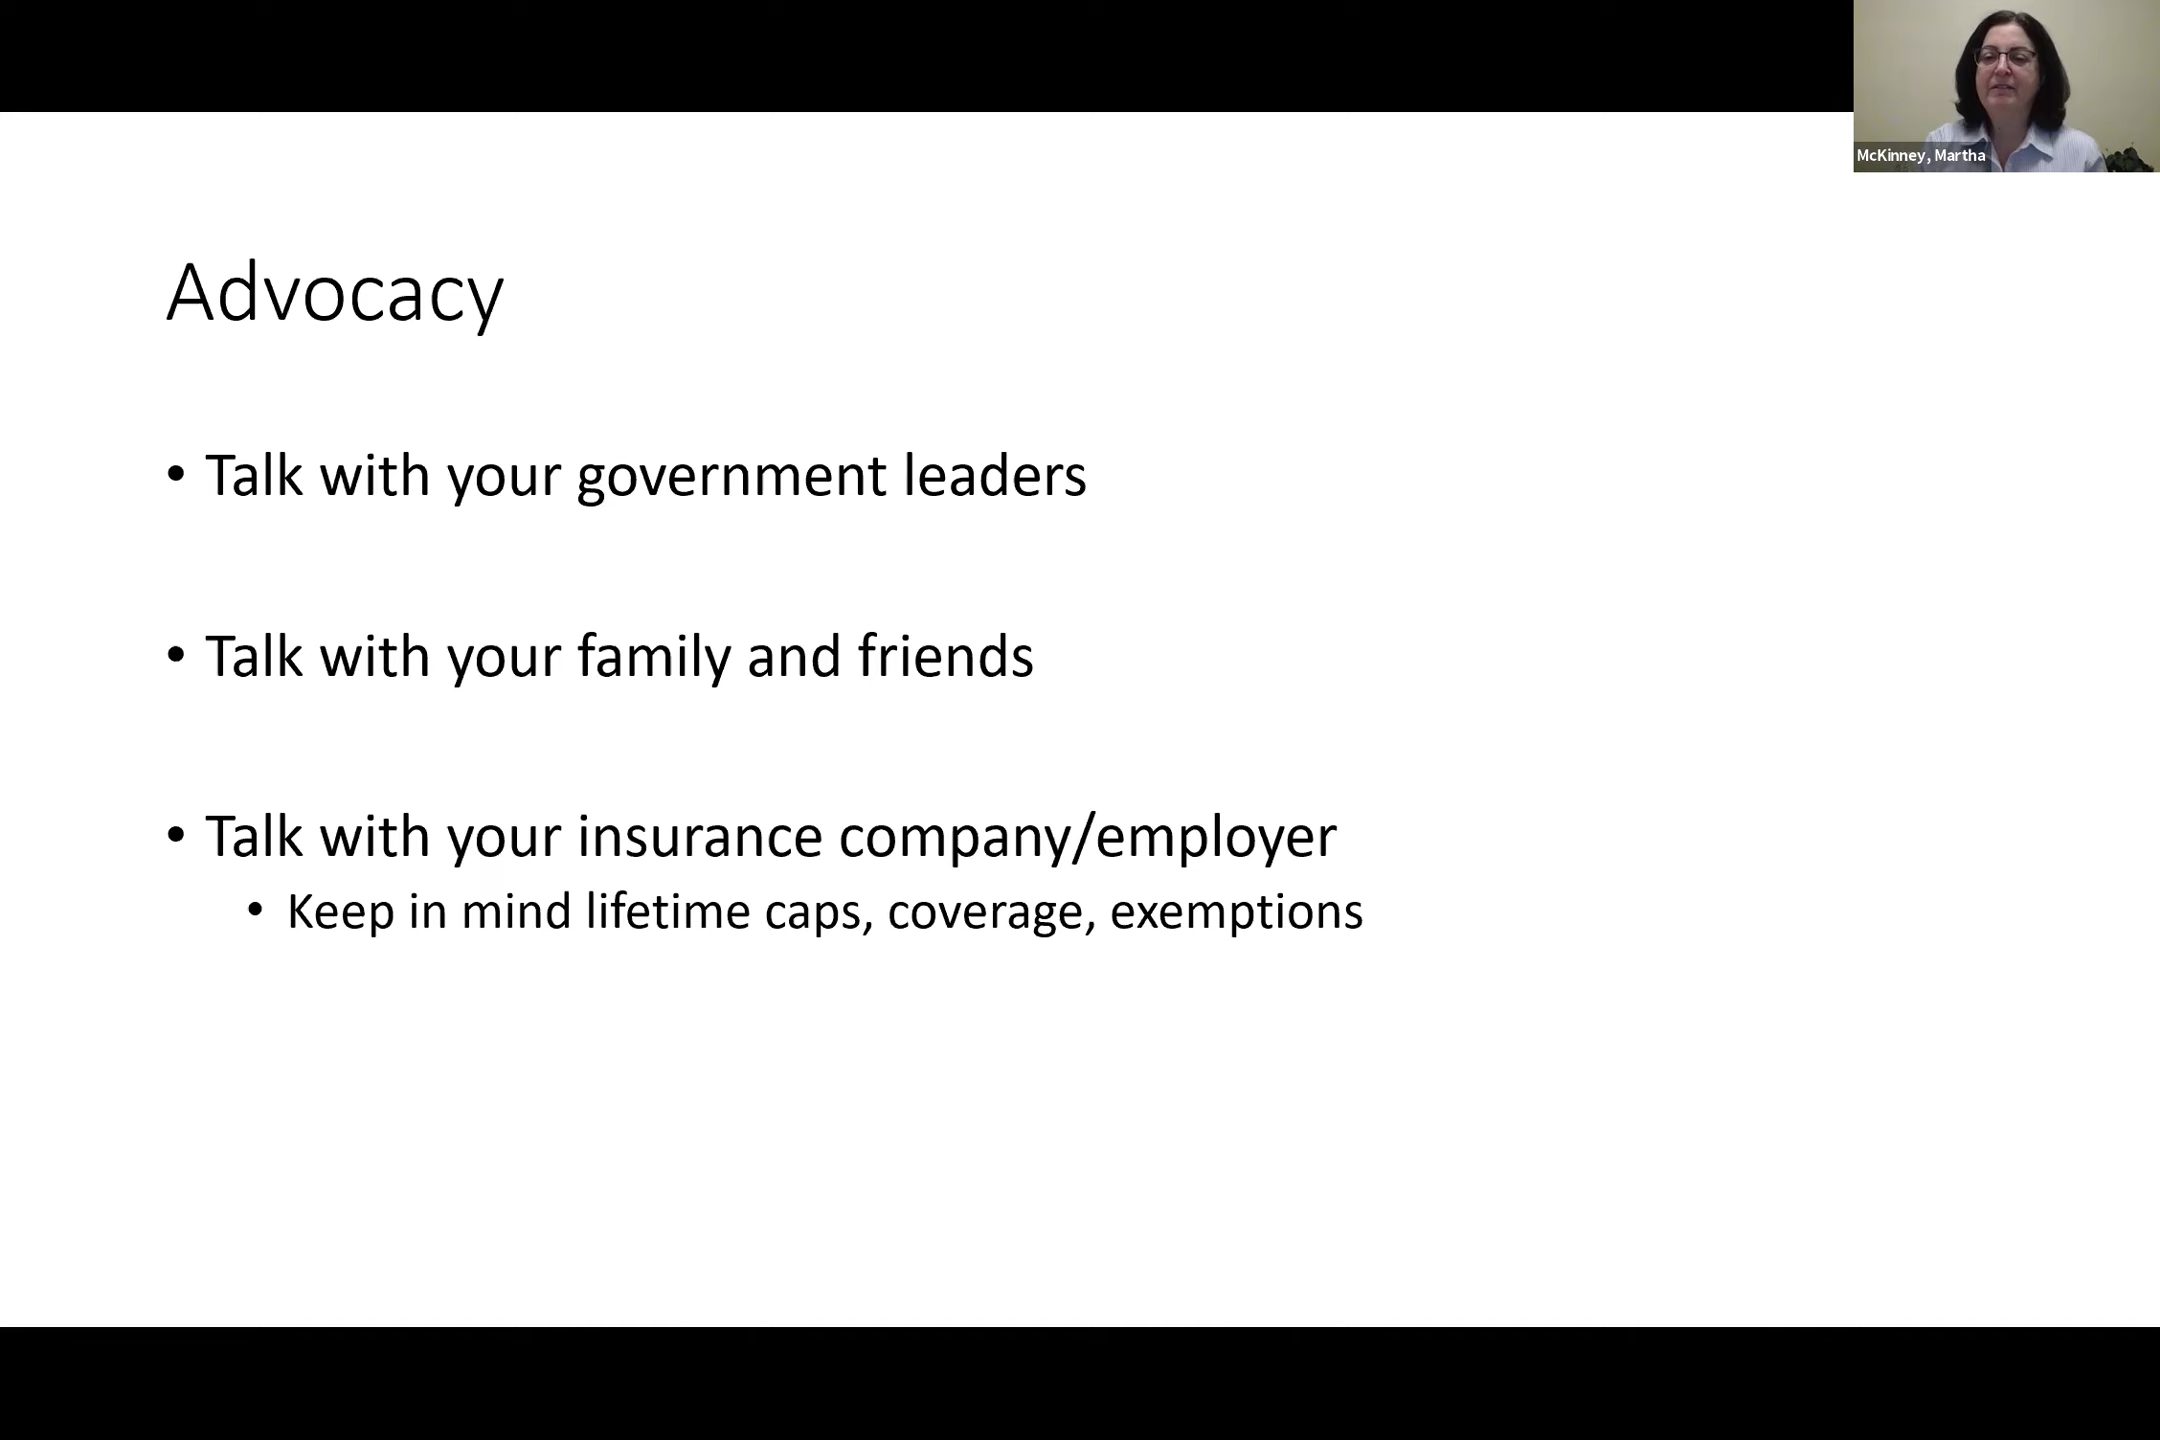 McKinney, Martha
Advocacy
• Talk with your government leaders
• Talk with your family and friends
• Talk with your insurance company/employer
• Keep in mind lifetime caps, coverage, exemptions